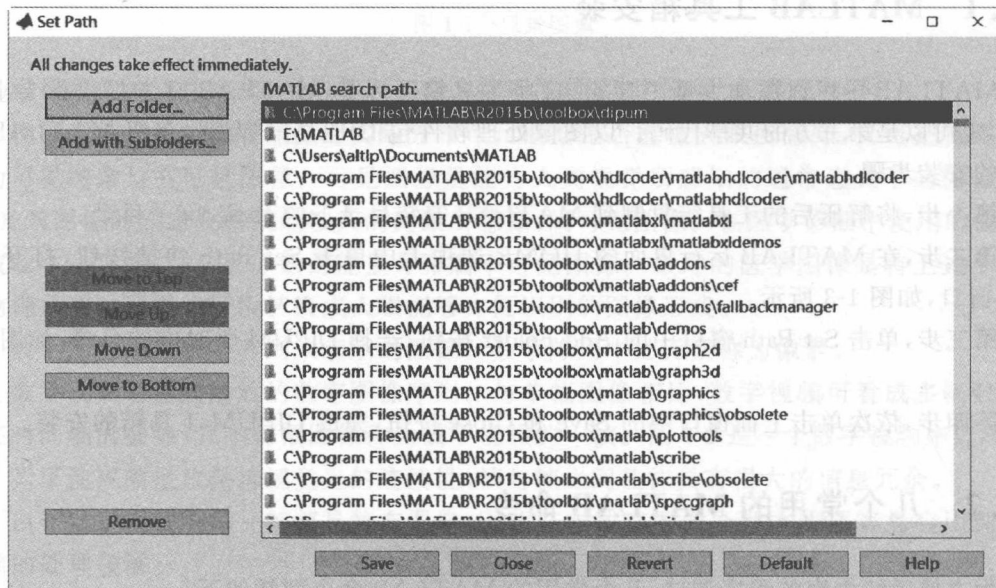 Set Path
All changes take effect immediately.
Add Folder...
Add with Subfolders...
Move to Top
Move Up
Move Down
Move to Bottom
Remove
MATLAB search path:
C:\Program Files\MATLAB\R2015b\toolbox\dipum
E:\MATLAB
C:\Users\altlp\Documents\MATLAB
C:\Program Files\MATLAB\R2015b\toolbox\hdlcoder\matlabhdlcoder\matlabhdlcoder
C:\Program Files\MATLAB\R2015b\toolbox\hdlcoder\matlabhdlcoder
C:\Program Files\MATLAB\R2015b\toolbox\matlabxl\matlabxl
C:\Program Files\MATLAB\R2015b\toolbox\matlabxl\matlabxldemos
C:\Program Files\MATLAB\R2015b\toolbox\matlab\addons
C:\Program Files\MATLAB\R2015b\toolbox\matlab\addons\cef
C:\Program Files\MATLAB\R2015b\toolbox\matlab\addons\fallbackmanager
C:\Program Files\MATLAB\R2015b\toolbox\matlab\demos
C:\Program Files\MATLAB\R2015b\toolbox\matlab\graph2d
C:\Program Files\MATLAB\R2015b\toolbox\matlab\graph3d
C:\Program Files\MATLAB\R2015b\toolbox\matlab\graphics
C:\Program Files\MATLAB\R2015b\toolbox\matlab\graphics\obsolete
C:\Program Files\MATLAB\R2015b\toolbox\matlab\plottools
C:\Program Files\MATLAB\R2015b\toolbox\matlab\scribe
C:\Program Files\MATLAB\R2015b\toolbox\matlab\scribe\obsolete
C:\Program Files\MATLAB\R2015b\toolbox\matlab\specgraph
Save
Close
Revert
Default
Help